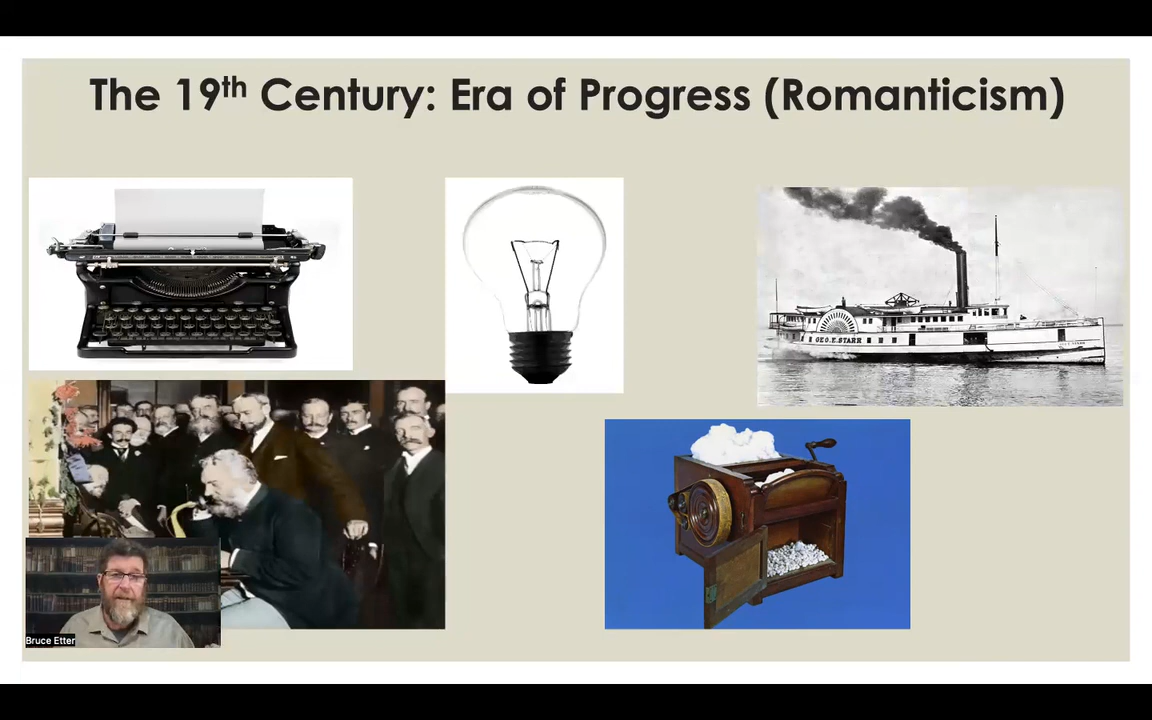 The 19th Century: Era of Progress (Romanticism)
GEO.E.STARR
Bruce Etter